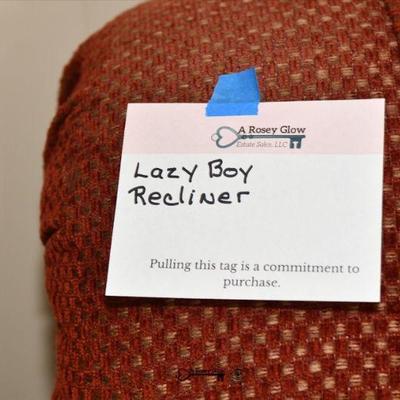 A Rosey Glow
Estate Sales, LLC
Lazy Boy
Recliner
Pulling this tag is a commitment to
purchase.